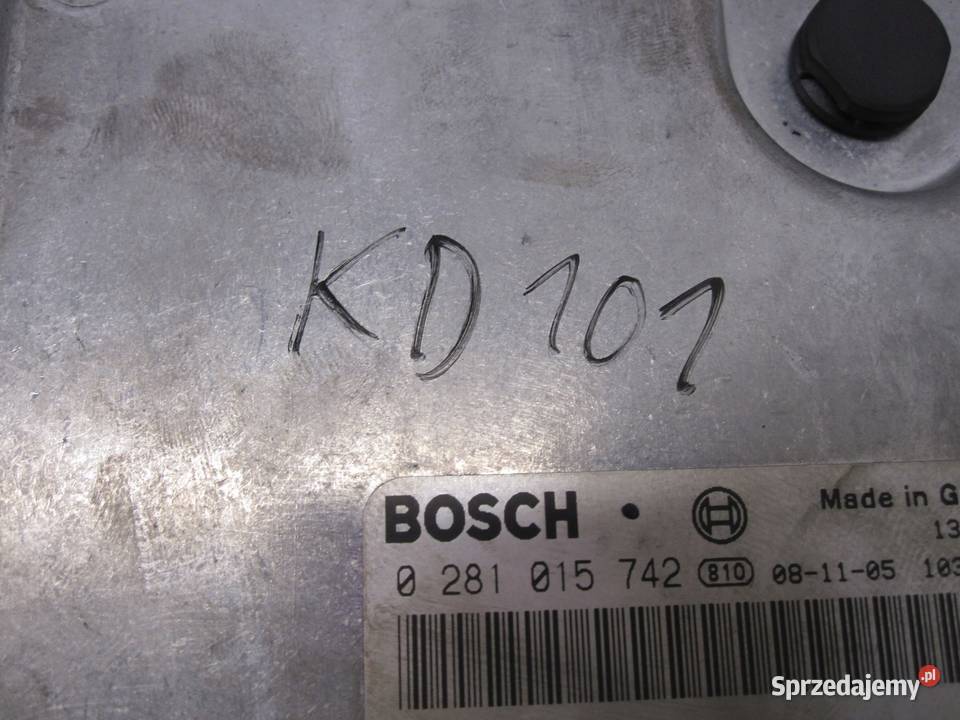 KD101
BOSCH
Made in G
13
0 281 015 742 810 08-11-05 103
Sprzedajemy.pl